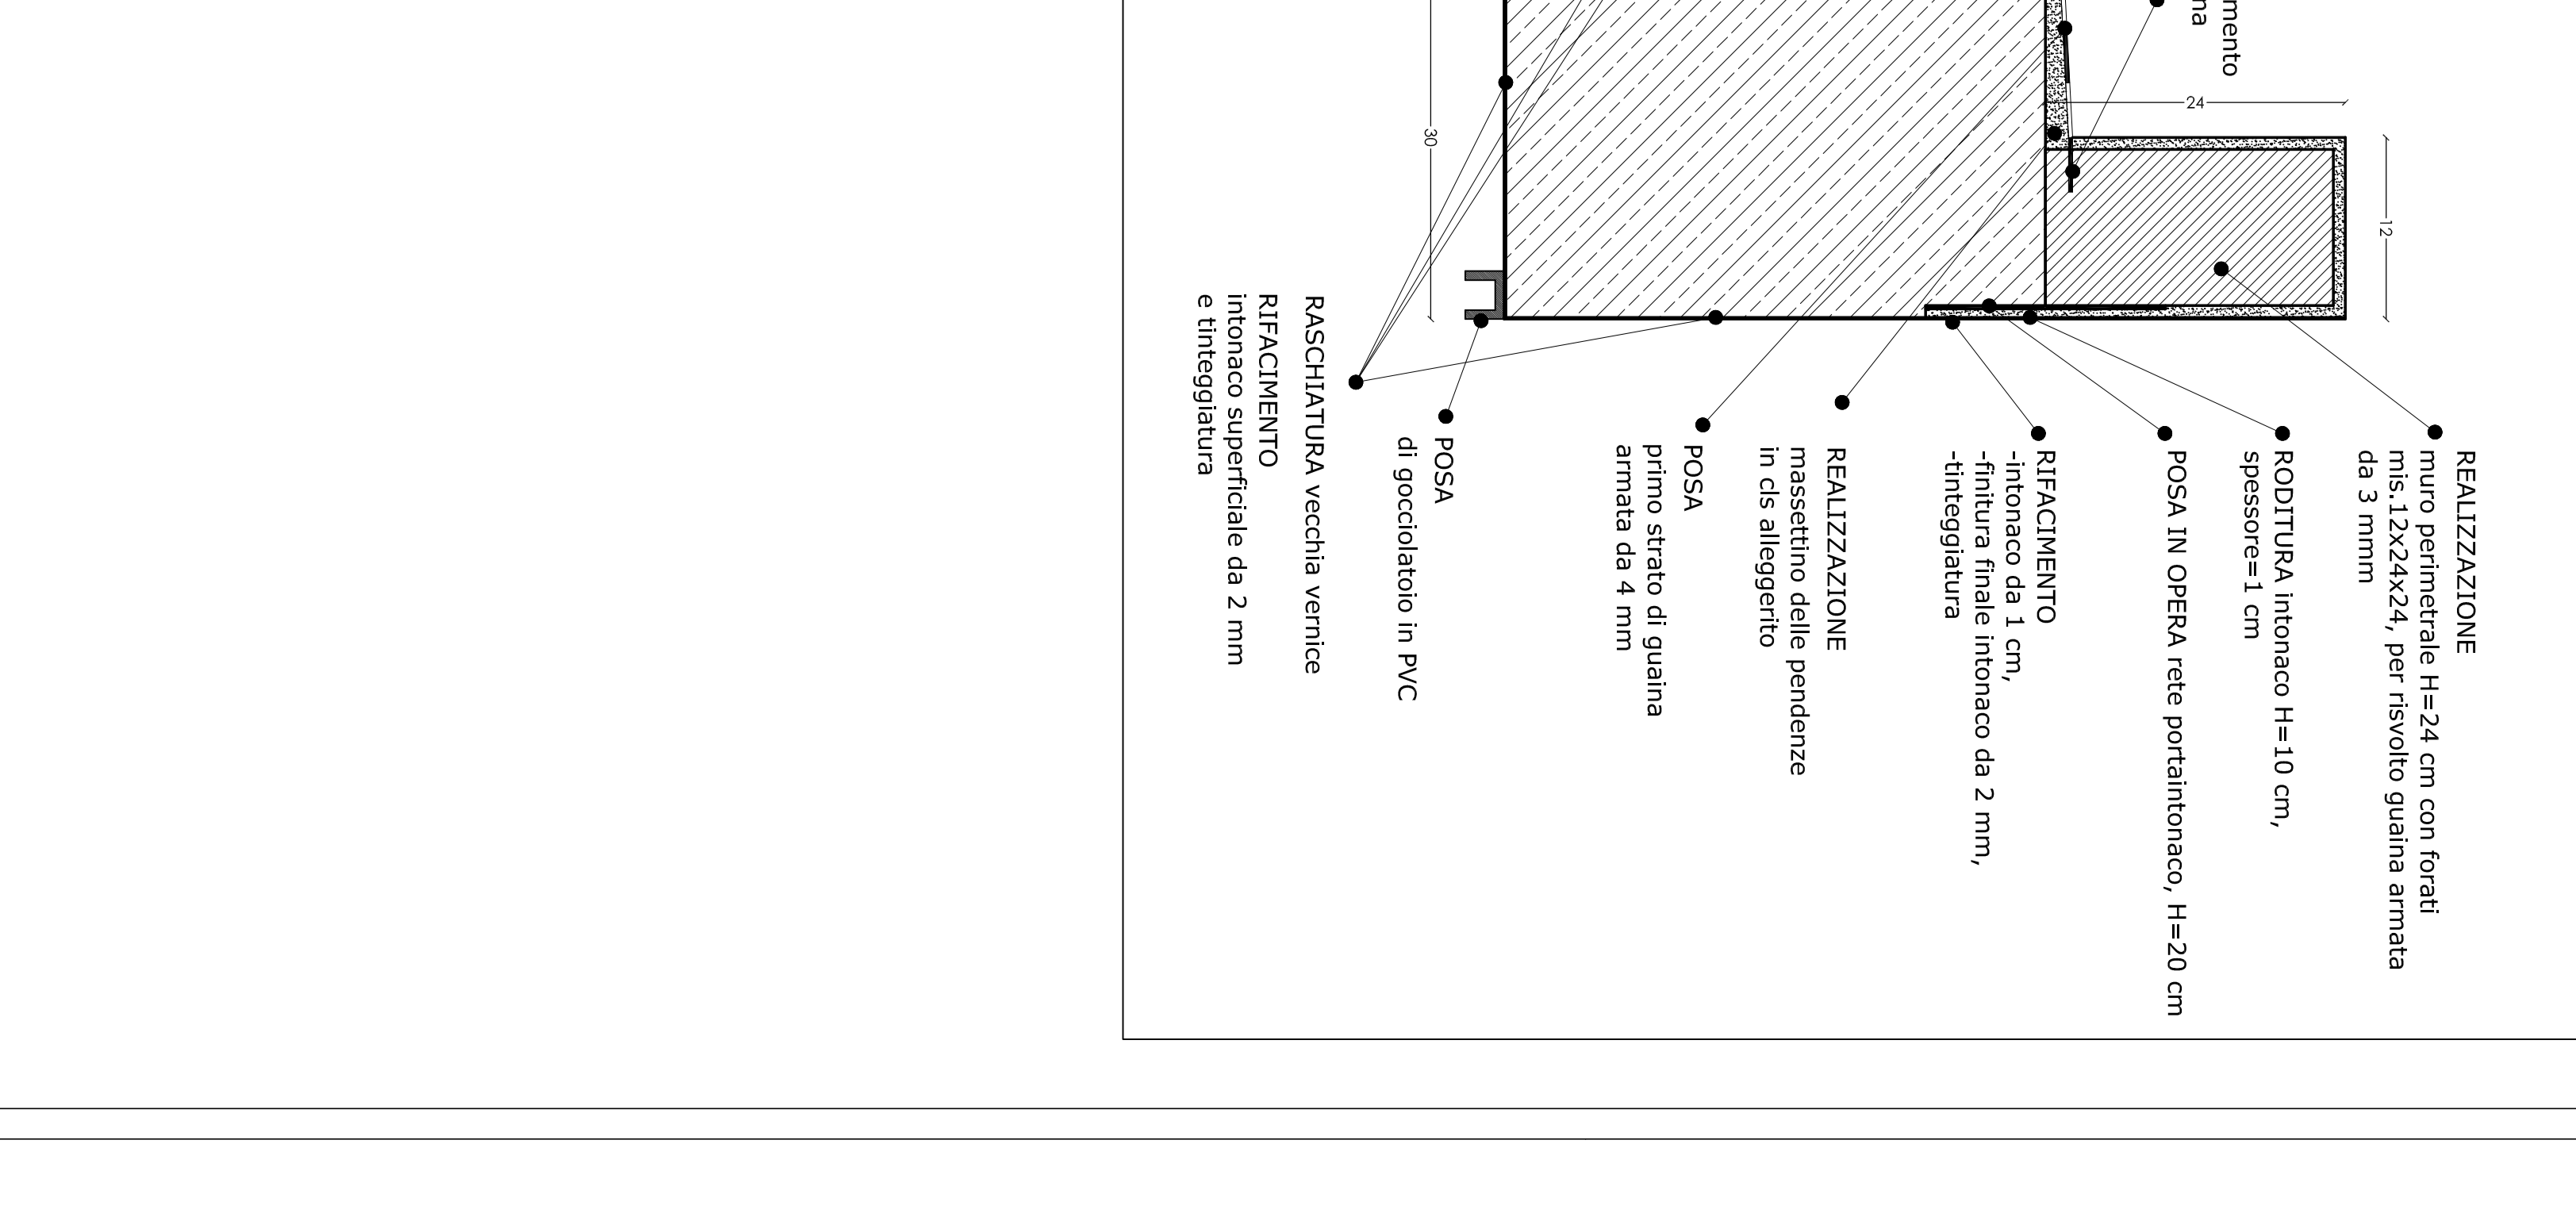 mento
na
24
12
30
REALIZZAZIONE
muro perimetrale H=24 cm con forati
mis.12x24x24, per risvolto guaina armata
da 3 mmm
RODITURA intonaco H=10 cm,
spessore=1 cm
POSA IN OPERA rete portaintonaco, H=20 cm
RIFACIMENTO
-intonaco da 1 cm,
-finitura finale intonaco da 2 mm,
-tinteggiatura
REALIZZAZIONE
massettino delle pendenze
in cls alleggerito
POSA
primo strato di guaina
armata da 4 mm
POSA
di gocciolatoio in PVC
RASCHIATURA vecchia vernice
RIFACIMENTO
intonaco superficiale da 2 mm
e tinteggiatura